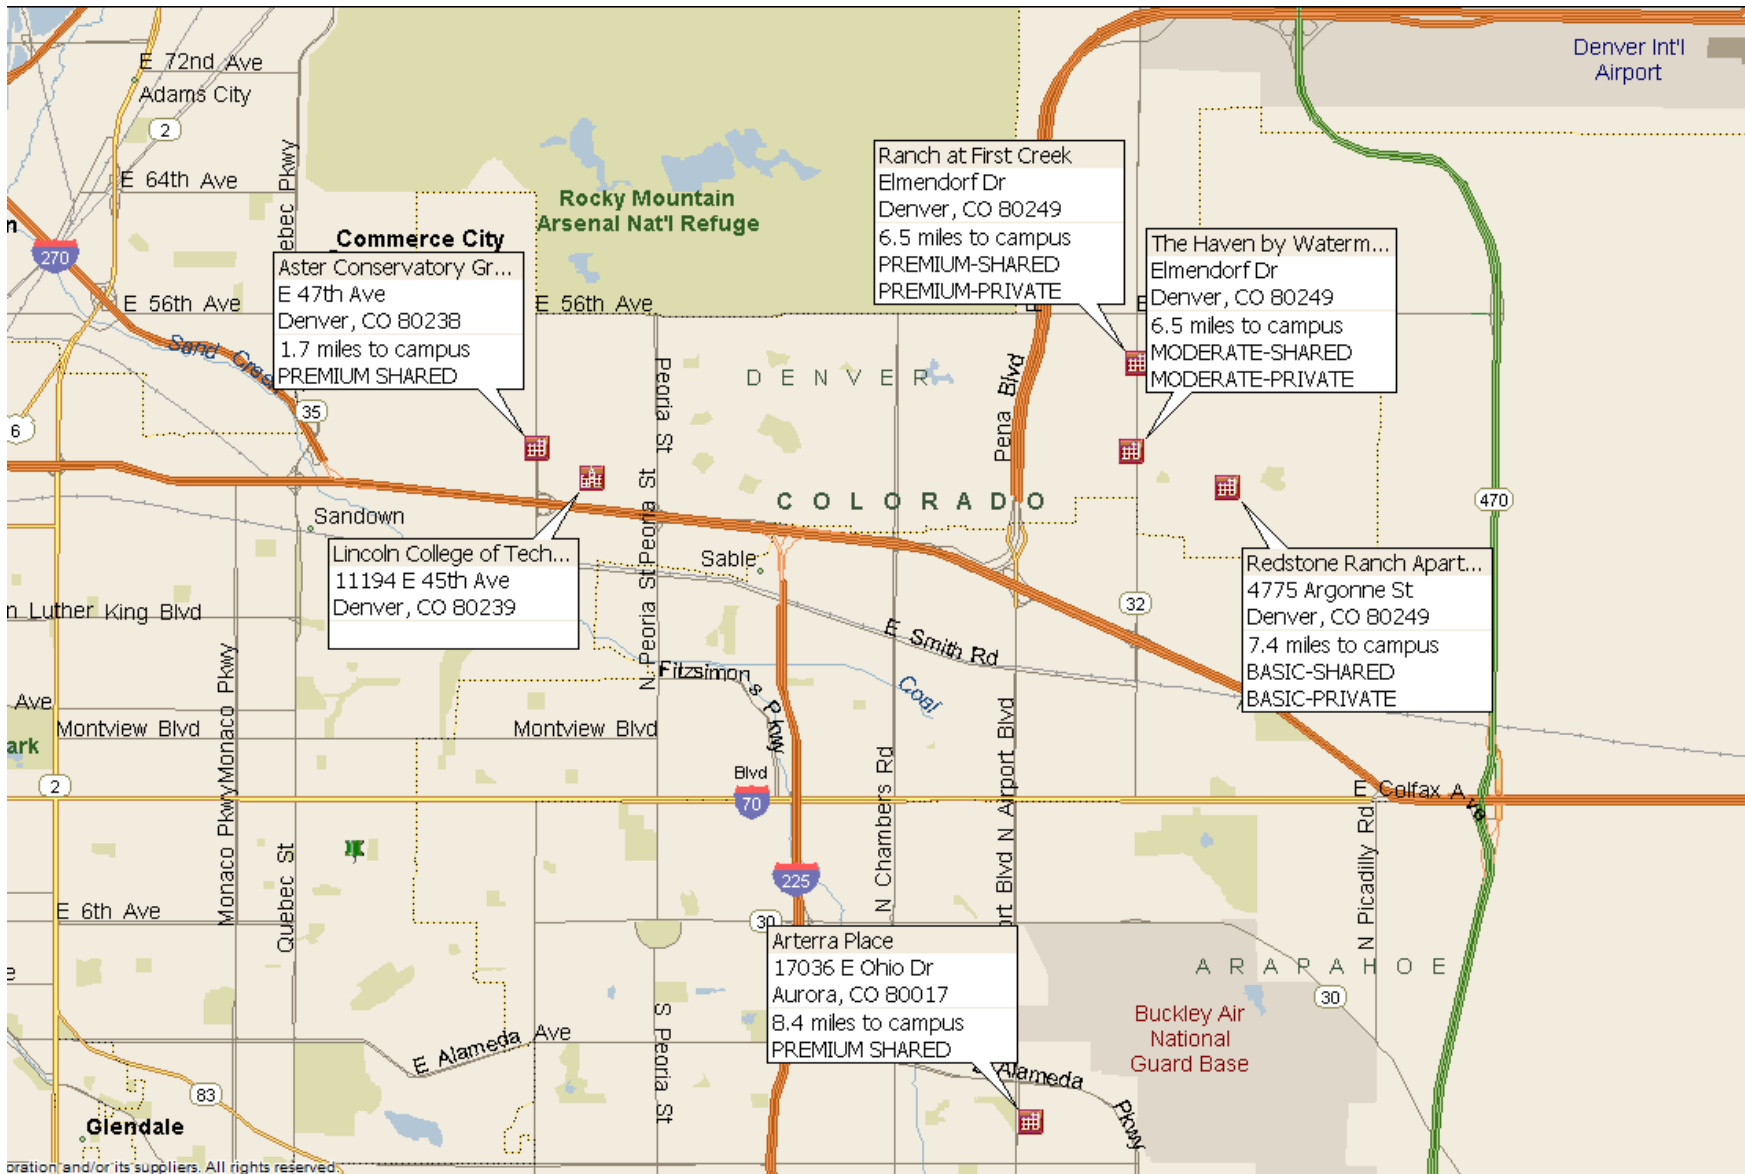 Denver Int'l
Airport
E 72nd Ave
Adams City
2
E 64th Ave
ebec Pkwy
Rocky Mountain
Arsenal Nat'l Refuge
Commerce City
270
E 56th Ave
E 56th Ave
Sand Creek
35
6
Ranch at First Creek
Elmendorf Dr
Denver, CO 80249
6.5 miles to campus
PREMIUM-SHARED
PREMIUM-PRIVATE
The Haven by Waterm...
Elmendorf Dr
Denver, CO 80249
6.5 miles to campus
MODERATE-SHARED
MODERATE-PRIVATE
Aster Conservatory Gr...
E 47th Ave
Denver, CO 80238
1.7 miles to campus
PREMIUM SHARED
DENVER
Peoria St
Pena Blvd
COLORADO
470
Sandown
Sable
Lincoln College of Tech...
11194 E 45th Ave
Denver, CO 80239
Redstone Ranch Apart...
4775 Argonne St
Denver, CO 80249
7.4 miles to campus
BASIC-SHARED
BASIC-PRIVATE
32
n Luther King Blvd
N Peoria St
Peoria St
E Smith Rd
Fitzsimons Pkwy
Coal
Ave
Montview Blvd
Montview Blvd
ark
2
Monaco Pkwy
Monaco Pkwy
Blvd
70
E Colfax Ave
N Chambers Rd
N Airport Blvd
ort Blvd
N Picadilly Rd
Quebec St
225
E 6th Ave
30
Arterra Place
17036 E Ohio Dr
Aurora, CO 80017
8.4 miles to campus
PREMIUM SHARED
ARAPAHOE
30
Buckley Air
National
Guard Base
E Alameda Ave
S Peoria St
Alameda Pkwy
83
Glendale
oration and/or its suppliers. All rights reserved.